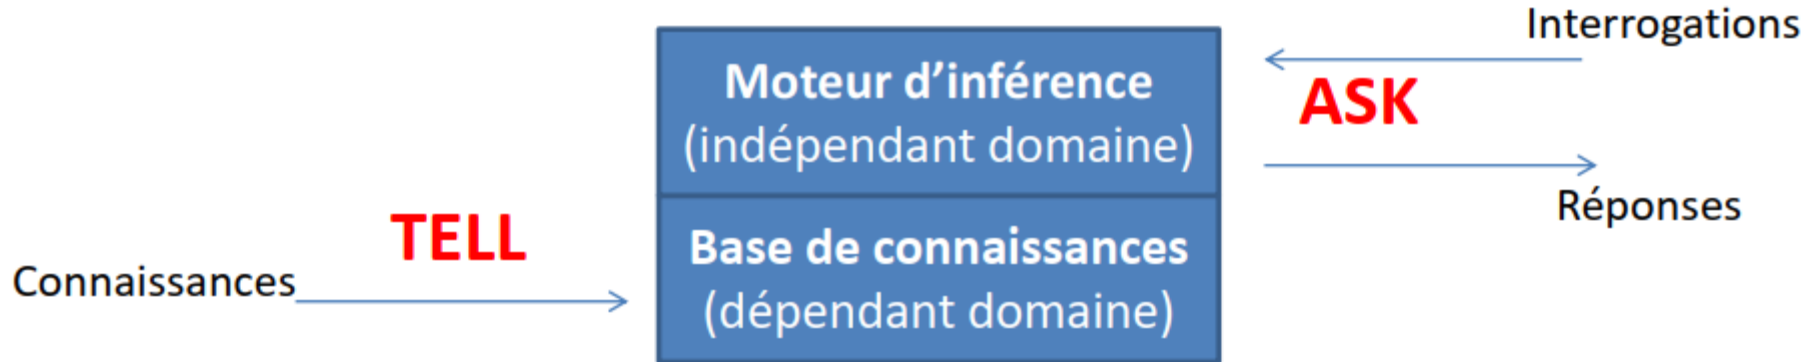 Interrogations
Moteur d’inférence
(indépendant domaine)
ASK
Réponses
TELL
Connaissances
Base de connaissances
(dépendant domaine)